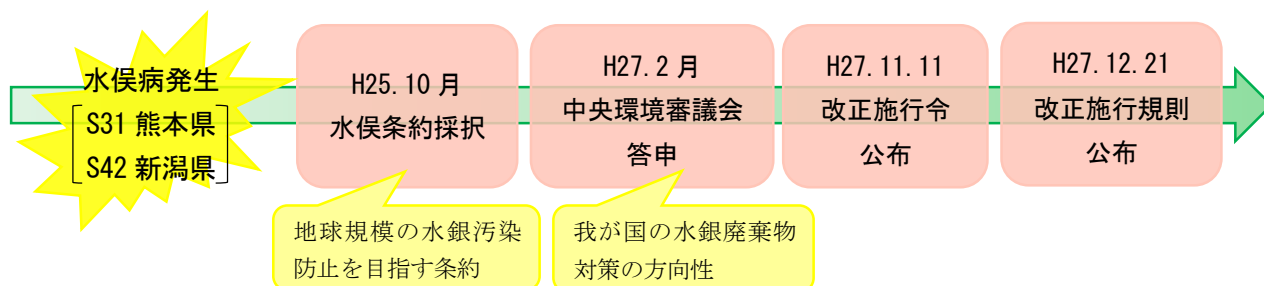 水俣病発生
S31 熊本県
S42 新潟県
H25.10 月
水俣条約採択
地球規模の水銀汚染
防止を目指す条約
H27.2 月
中央環境審議会
答申
我が国の水銀廃棄物
対策の方向性
H27.11.11
改正施行令
公布
H27.12.21
改正施行規則
公布